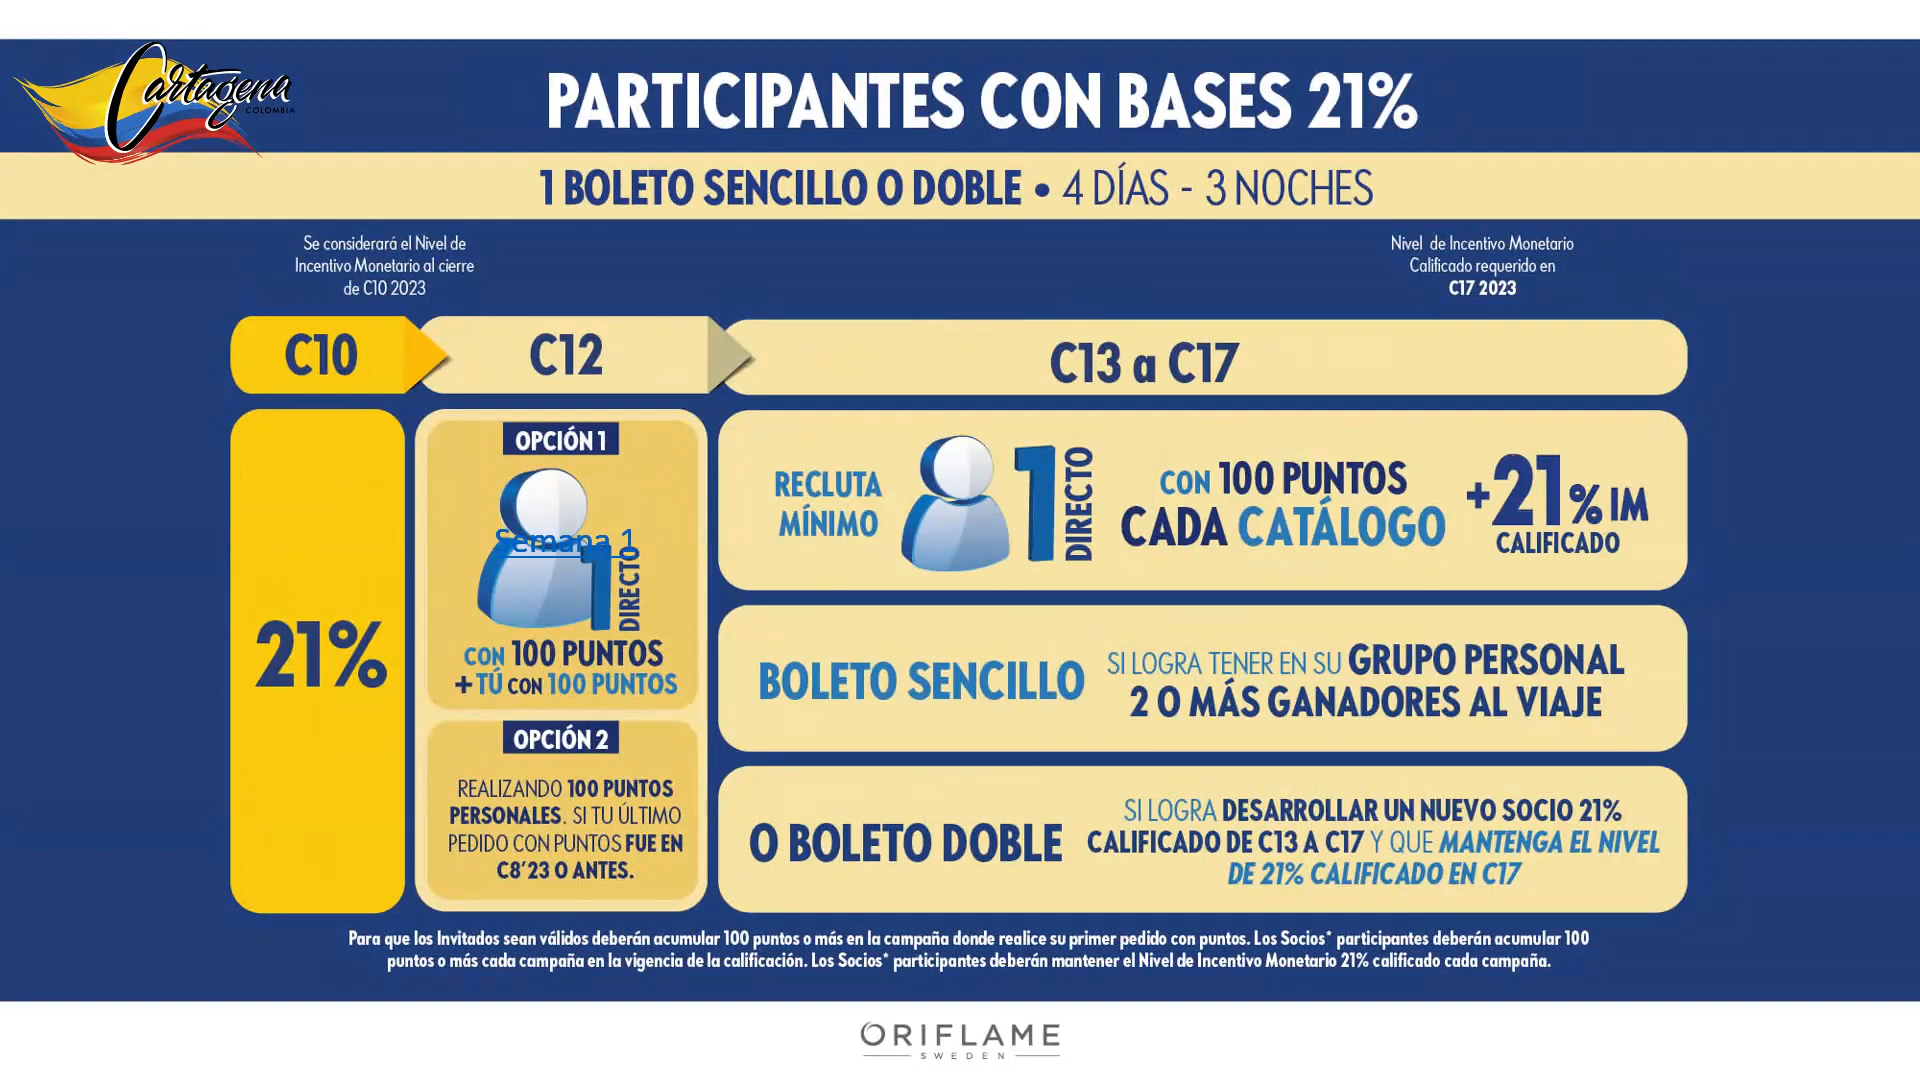 Cartagena
COLOMBIA
PARTICIPANTES CON BASES 21%
1 BOLETO SENCILLO O DOBLE • 4 DÍAS - 3 NOCHES
Se considerará el Nivel de
Incentivo Monetario al cierre
de C10 2023
Nivel de Incentivo Monetario
Calificado requerido en
C17 2023
C10
C12
C13 a C17
21%
OPCIÓN 1
Semana 1
1 DIRECTO
CON 100 PUNTOS
+ TÚ CON 100 PUNTOS
OPCIÓN 2
REALIZANDO 100 PUNTOS
PERSONALES. SI TU ÚLTIMO
PEDIDO CON PUNTOS FUE EN
C8'23 O ANTES.
RECLUTA
MÍNIMO
1 DIRECTO
CON 100 PUNTOS
CADA CATÁLOGO
+21% IM
CALIFICADO
BOLETO SENCILLO
SI LOGRA TENER EN SU GRUPO PERSONAL
2 O MÁS GANADORES AL VIAJE
O BOLETO DOBLE
SI LOGRA DESARROLLAR UN NUEVO SOCIO 21%
CALIFICADO DE C13 A C17 Y QUE MANTENGA EL NIVEL
DE 21% CALIFICADO EN C17
Para que los Invitados sean válidos deberán acumular 100 puntos o más en la campaña donde realice su primer pedido con puntos. Los Socios* participantes deberán acumular 100
puntos o más cada campaña en la vigencia de la calificación. Los Socios* participantes deberán mantener el Nivel de Incentivo Monetario 21% calificado cada campaña.
ORIFLAME
SWEDEN